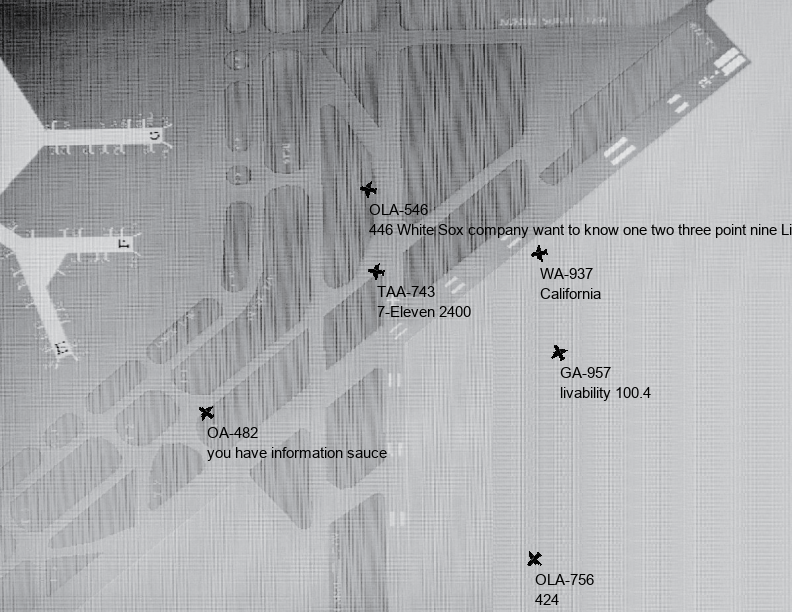 G
F
OLA-546
446 White Sox company want to know one two three point nine Li
WA-937
California
TAA-743
7-Eleven 2400
GA-957
livability 100.4
OA-482
you have information sauce
OLA-756
424